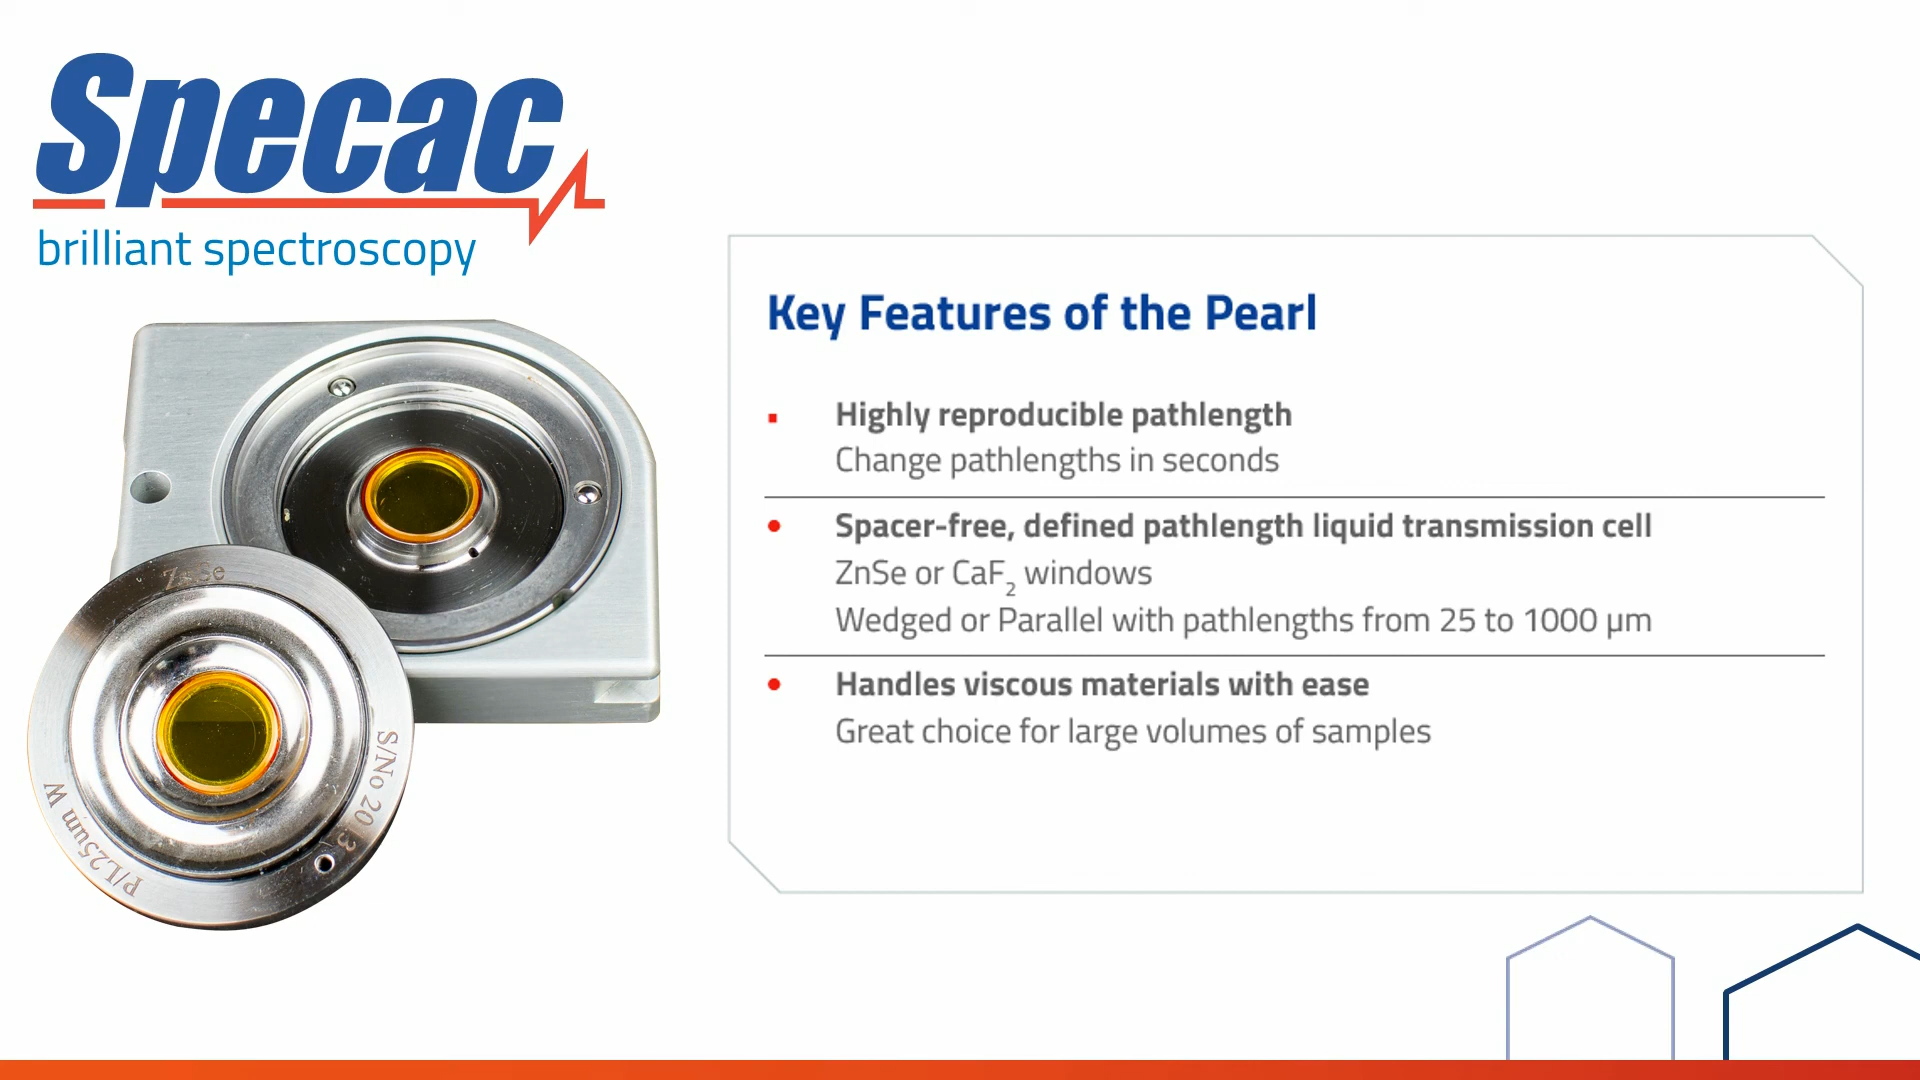 Specac
brilliant spectroscopy
Key Features of the Pearl
Highly reproducible pathlength
Change pathlengths in seconds
Spacer-free, defined pathlength liquid transmission cell
ZnSe or CaF₂ windows
Wedged or Parallel with pathlengths from 25 to 1000 µm
Handles viscous materials with ease
Great choice for large volumes of samples
ZnSe
P/L25um W
S/No 20